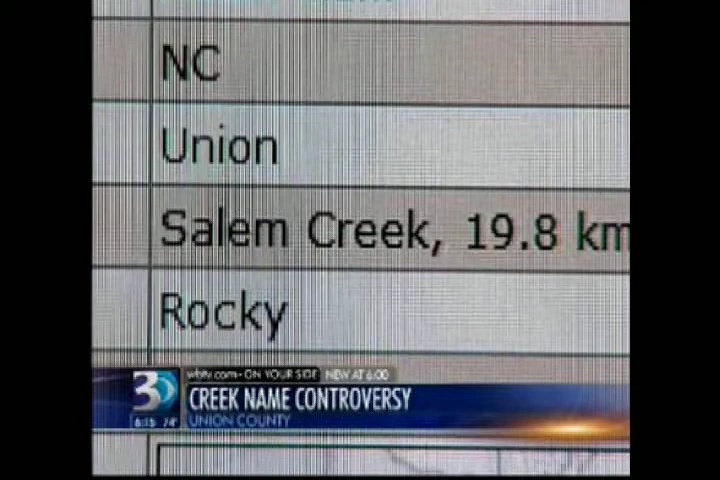 NC
Union
Salem Creek, 19.8 km
Rocky
wbtv.com • ON YOUR SIDE NEW AT 6:00
3
CREEK NAME CONTROVERSY
6:15 74°
UNION COUNTY